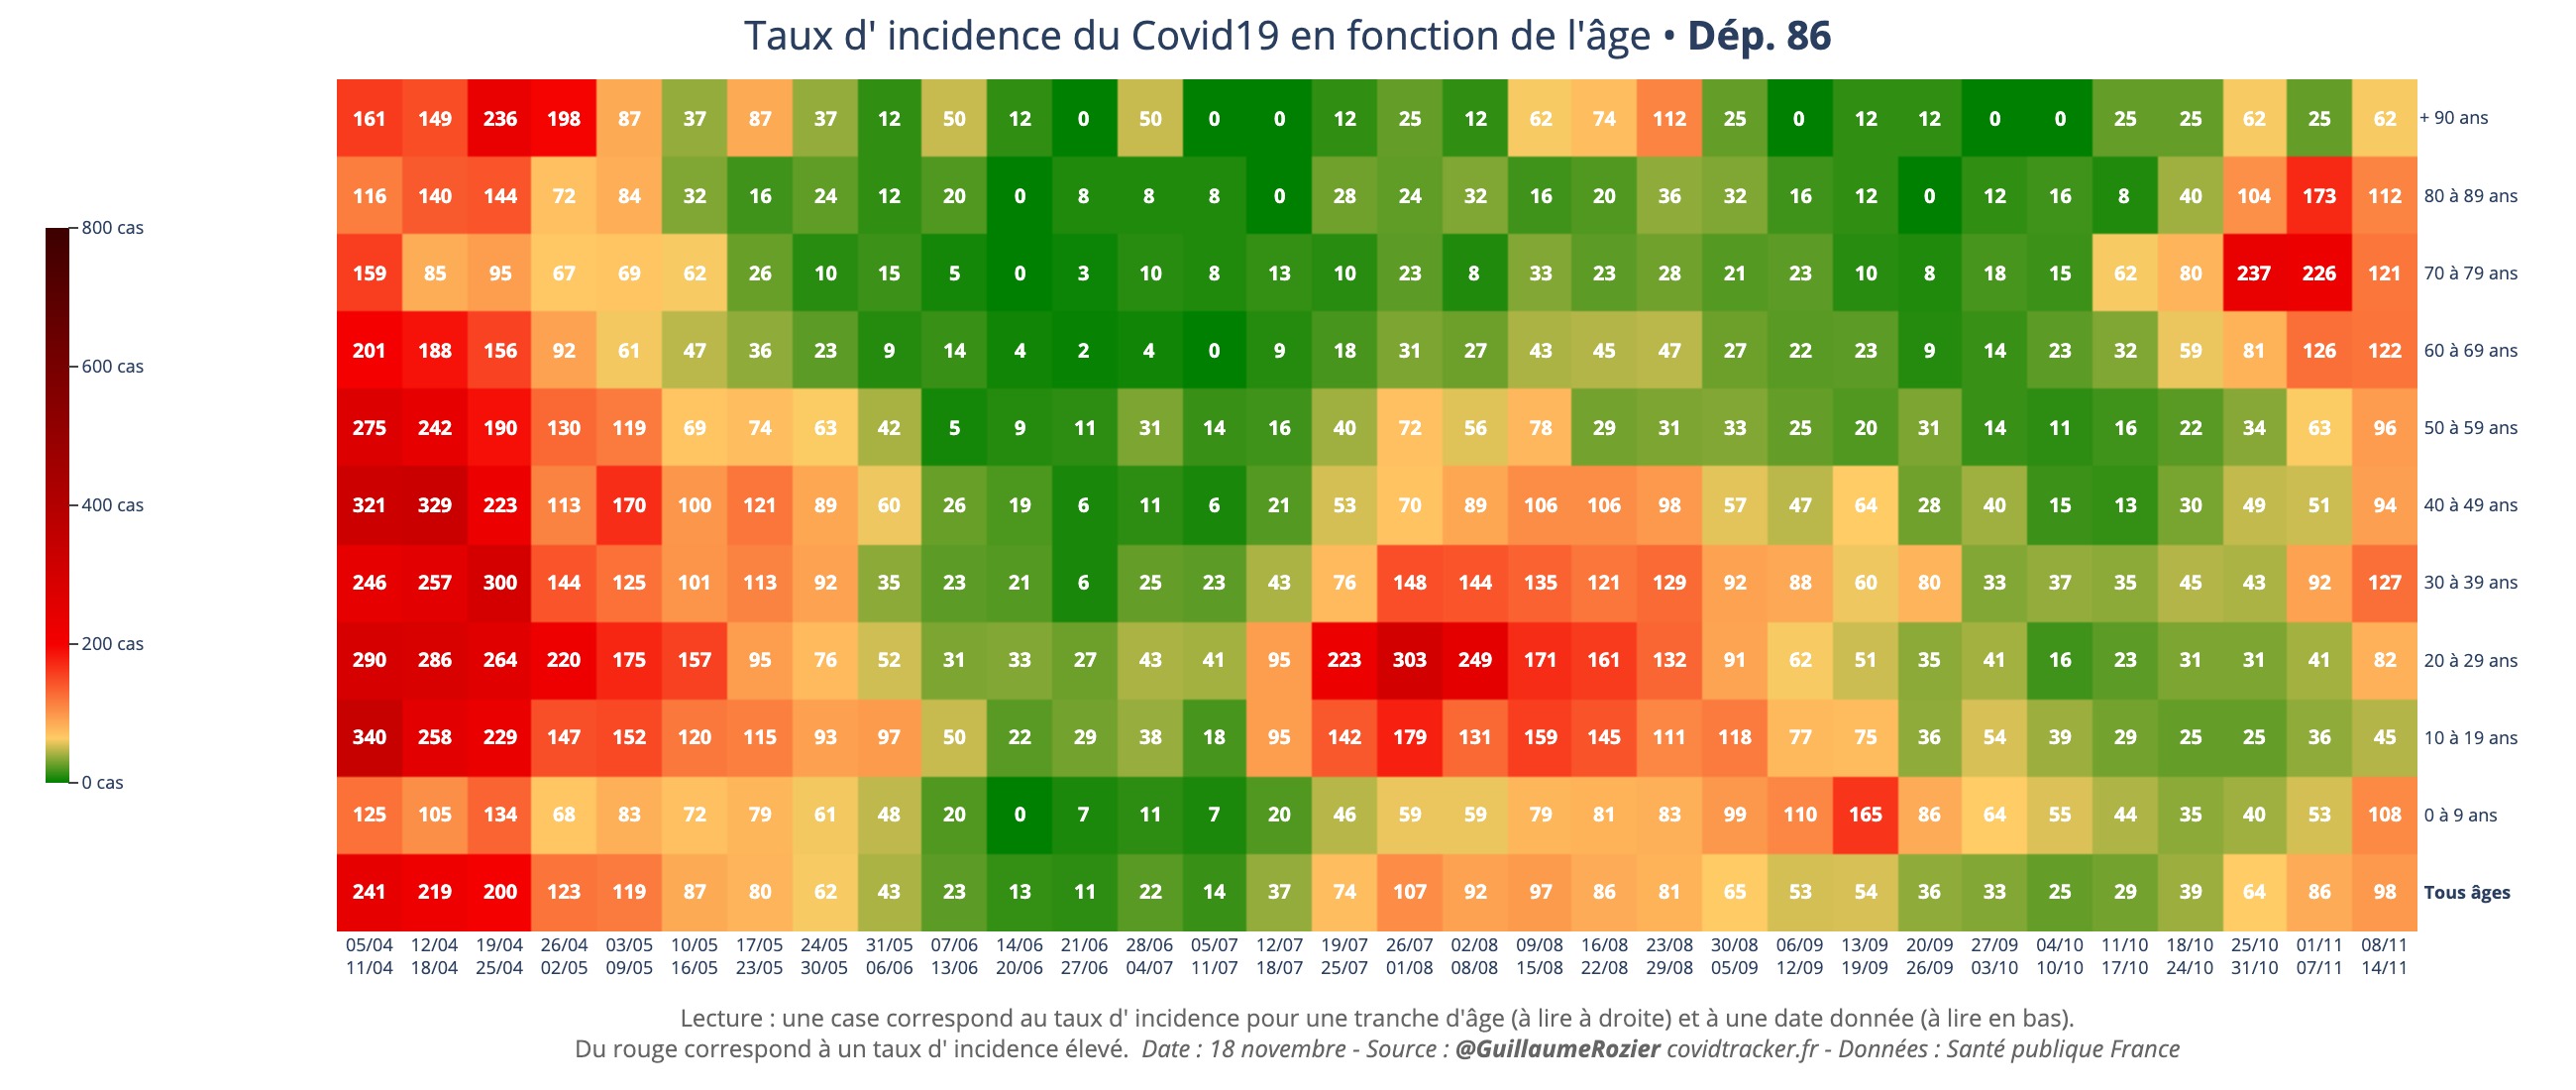 Taux d' incidence du Covid19 en fonction de l'âge • Dép. 86
800 cas
600 cas
400 cas
200 cas
0 cas
161 149 236 198 87 37 87 37 12 50 12 0 50 0 0 12 25 12 62 74 112 25 0 12 12 0 0 25 25 62 25 62 + 90 ans
116 140 144 72 84 32 16 24 12 20 0 8 8 8 0 28 24 32 16 20 36 32 16 12 0 12 16 8 40 104 173 112 80 à 89 ans
159 85 95 67 69 62 26 10 15 5 0 3 10 8 13 10 23 8 33 23 28 21 23 10 8 18 15 62 80 237 226 121 70 à 79 ans
201 188 156 92 61 47 36 23 9 14 4 2 4 0 9 18 31 27 43 45 47 27 22 23 9 14 23 32 59 81 126 122 60 à 69 ans
275 242 190 130 119 69 74 63 42 5 9 11 31 14 16 40 72 56 78 29 31 33 25 20 31 14 11 16 22 34 63 96 50 à 59 ans
321 329 223 113 170 100 121 89 60 26 19 6 11 6 21 53 70 89 106 106 98 57 47 64 28 40 15 13 30 49 51 94 40 à 49 ans
246 257 300 144 125 101 113 92 35 23 21 6 25 23 43 76 148 144 135 121 129 92 88 60 80 33 37 35 45 43 92 127 30 à 39 ans
290 286 264 220 175 157 95 76 52 31 33 27 43 41 95 223 303 249 171 161 132 91 62 51 35 41 16 23 31 31 41 82 20 à 29 ans
340 258 229 147 152 120 115 93 97 50 22 29 38 18 95 142 179 131 159 145 111 118 77 75 36 54 39 29 25 25 36 45 10 à 19 ans
125 105 134 68 83 72 79 61 48 20 0 7 11 7 20 46 59 59 79 81 83 99 110 165 86 64 55 44 35 40 53 108 0 à 9 ans
241 219 200 123 119 87 80 62 43 23 13 11 22 14 37 74 107 92 97 86 81 65 53 54 36 33 25 29 39 64 86 98 Tous âges
05/04 12/04 19/04 26/04 03/05 10/05 17/05 24/05 31/05 07/06 14/06 21/06 28/06 05/07 12/07 19/07 26/07 02/08 09/08 16/08 23/08 30/08 06/09 13/09 20/09 27/09 04/10 11/10 18/10 25/10 01/11 08/11
11/04 18/04 25/04 02/05 09/05 16/05 23/05 30/05 06/06 13/06 20/06 27/06 04/07 11/07 18/07 25/07 01/08 08/08 15/08 22/08 29/08 05/09 12/09 19/09 26/09 03/10 10/10 17/10 24/10 31/10 07/11 14/11
Lecture : une case correspond au taux d' incidence pour une tranche d'âge (à lire à droite) et à une date donnée (à lire en bas).
Du rouge correspond à un taux d' incidence élevé. Date : 18 novembre - Source : @GuillaumeRozier covidtracker.fr - Données : Santé publique France